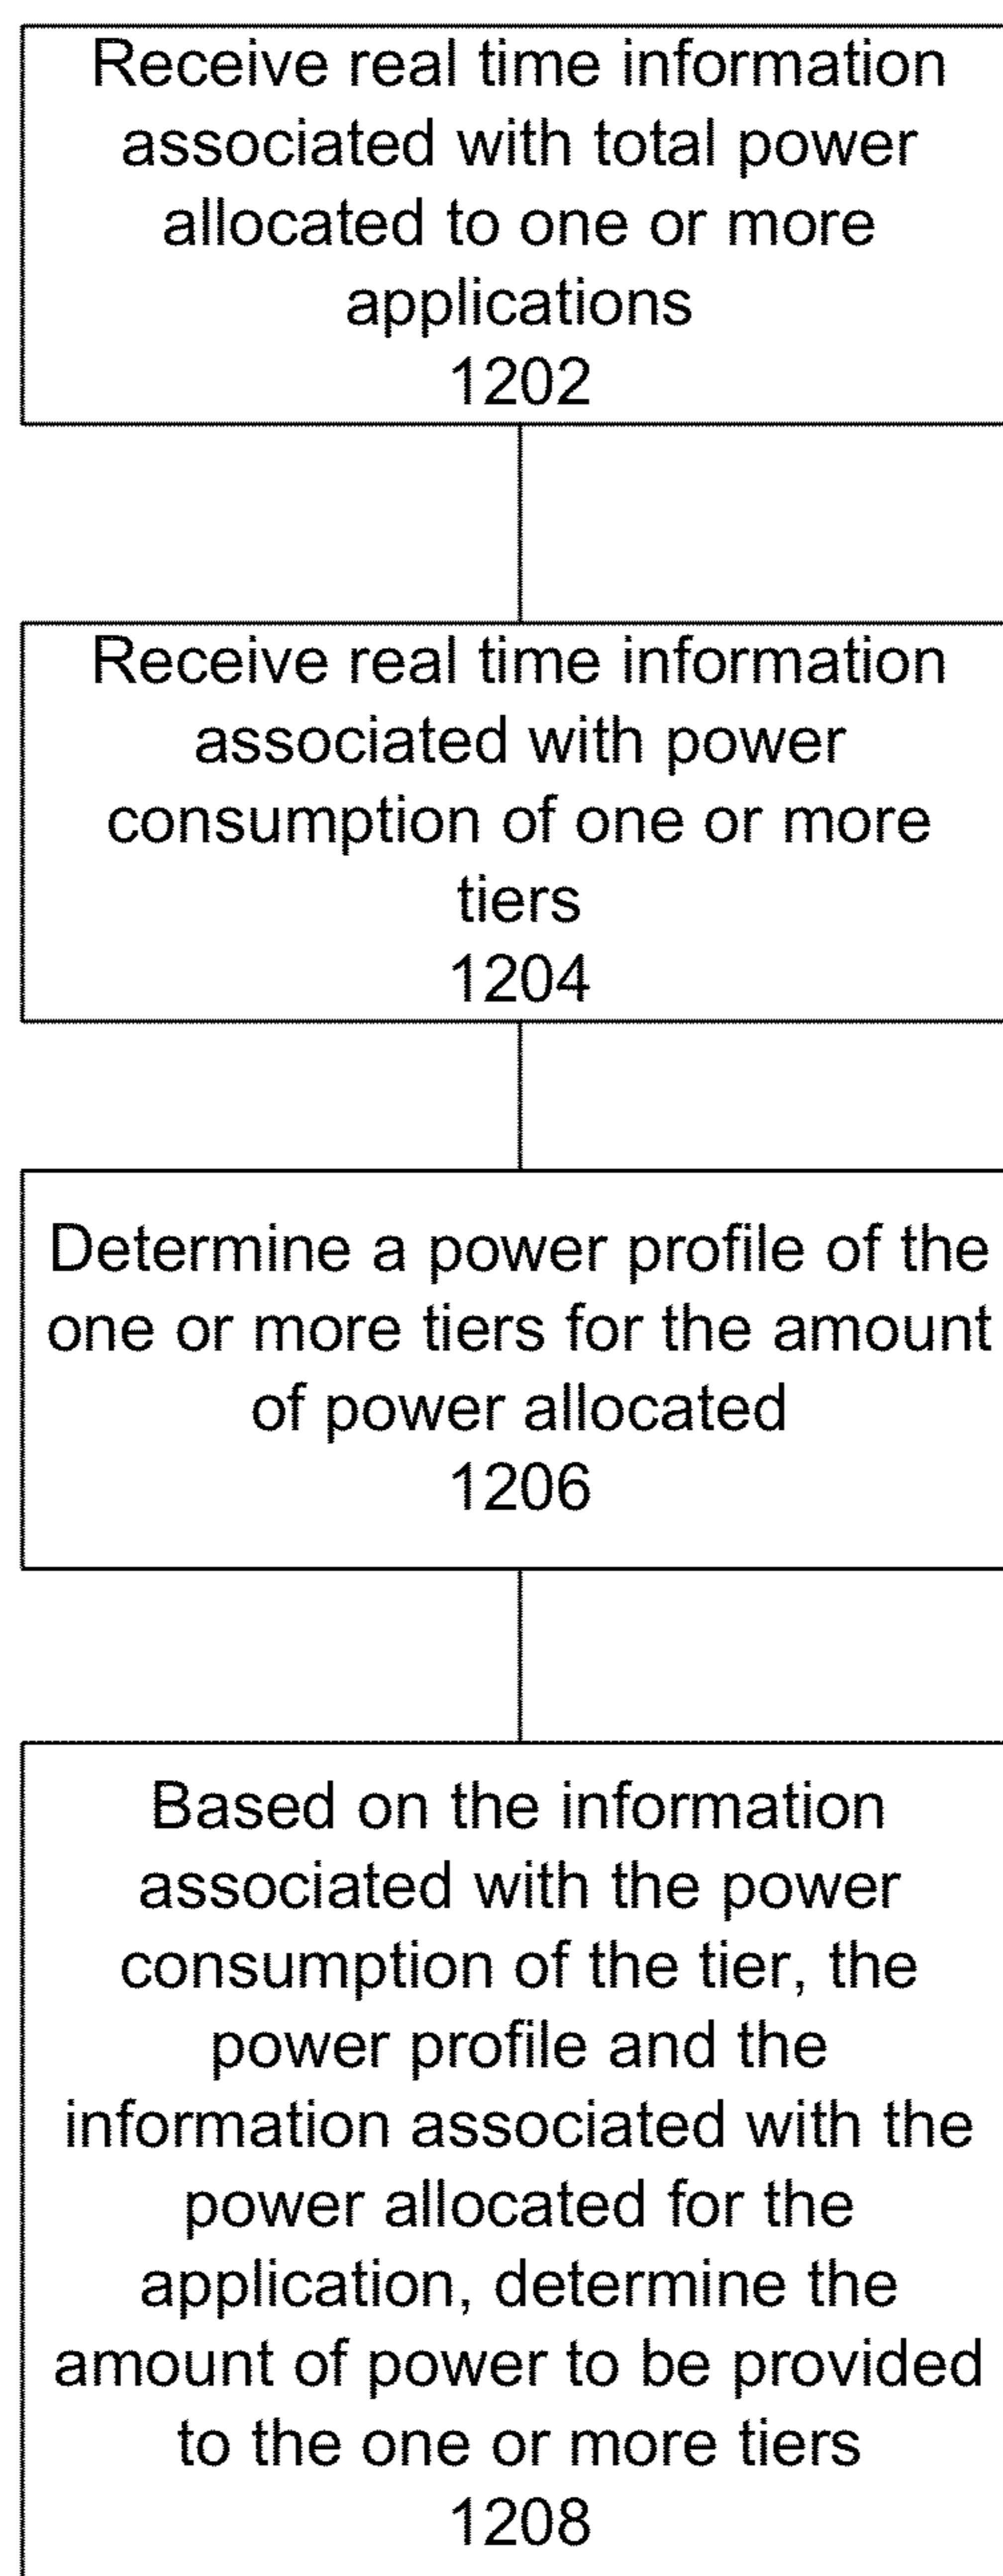 Receive real time information
associated with total power
allocated to one or more
applications
1202
Receive real time information
associated with power
consumption of one or more
tiers
1204
Determine a power profile of the
one or more tiers for the amount
of power allocated
1206
Based on the information
associated with the power
consumption of the tier, the
power profile and the
information associated with the
power allocated for the
application, determine the
amount of power to be provided
to the one or more tiers
1208